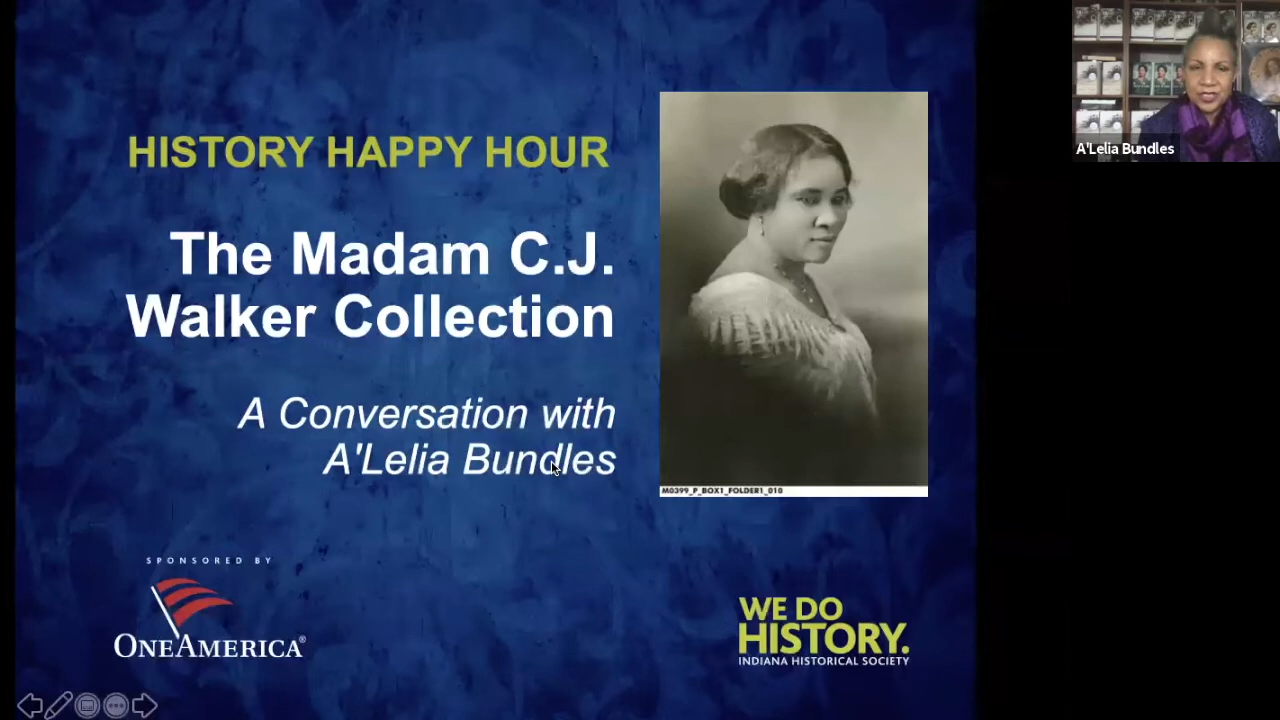 HISTORY HAPPY HOUR
The Madam C.J.
Walker Collection
A Conversation with
A'Lelia Bundles
M0399_P_BOX1_FOLDER1_010
SPONSORED BY
ONEAMERICA®
WE DO
HISTORY.
INDIANA HISTORICAL SOCIETY
A'Lelia Bundles